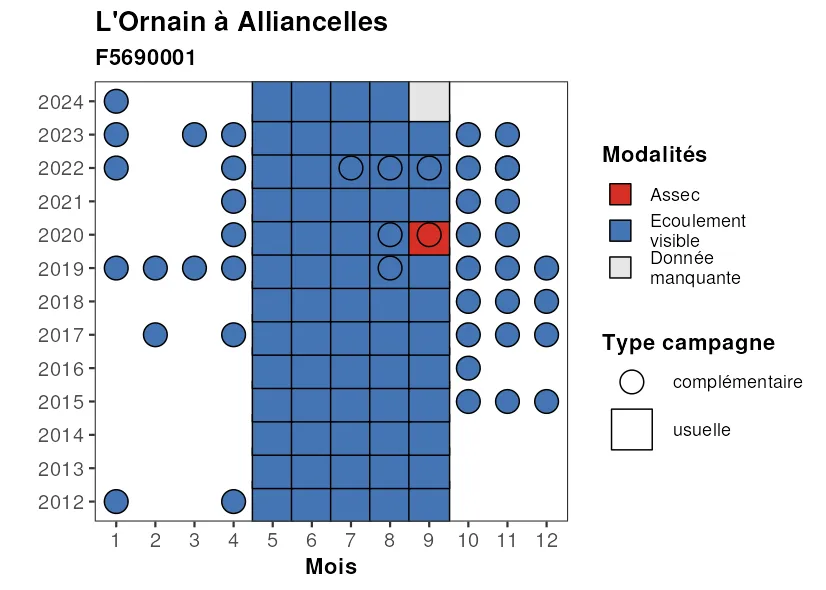 L'Ornain à Alliancelles
F5690001
2024
2023
2022
2021
2020
2019
2018
2017
2016
2015
2014
2013
2012
1 2 3 4 5 6 7 8 9 10 11 12
Mois
Modalités
Assec
Ecoulement
visible
Donnée
manquante
Type campagne
complémentaire
usuelle